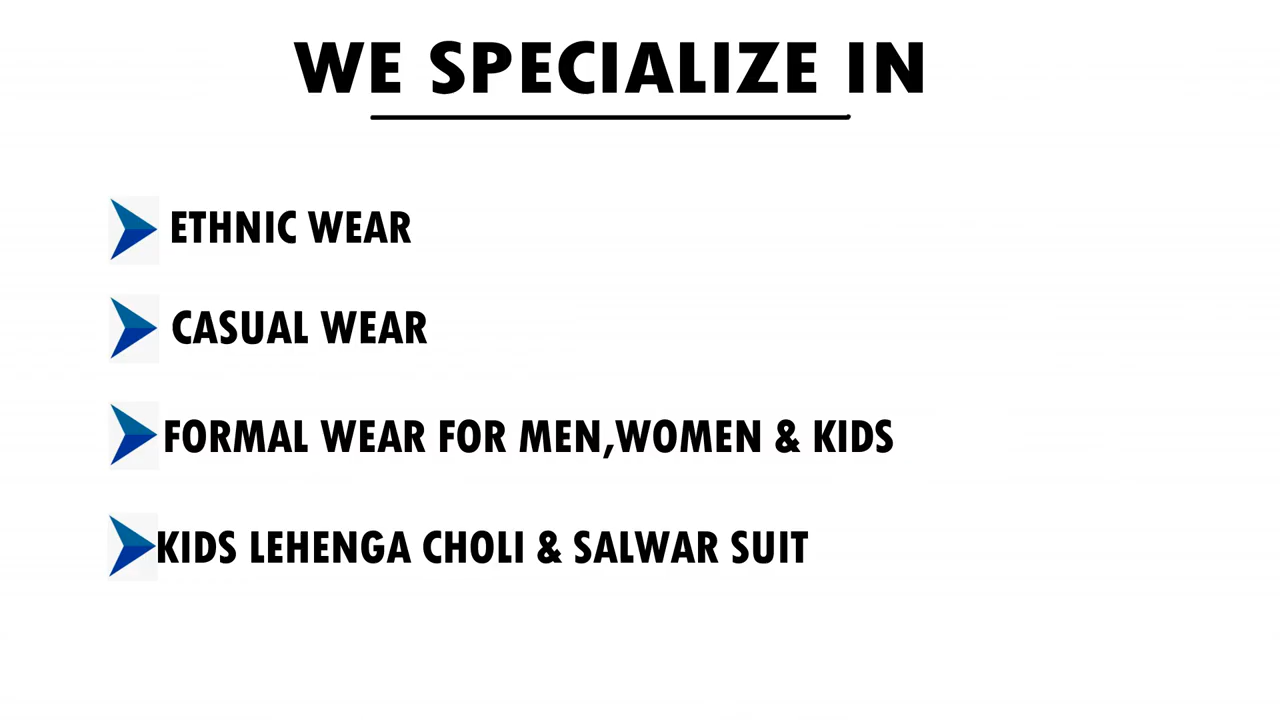 WE SPECIALIZE IN
ETHNIC WEAR
CASUAL WEAR
FORMAL WEAR FOR MEN,WOMEN & KIDS
KIDS LEHENGA CHOLI & SALWAR SUIT